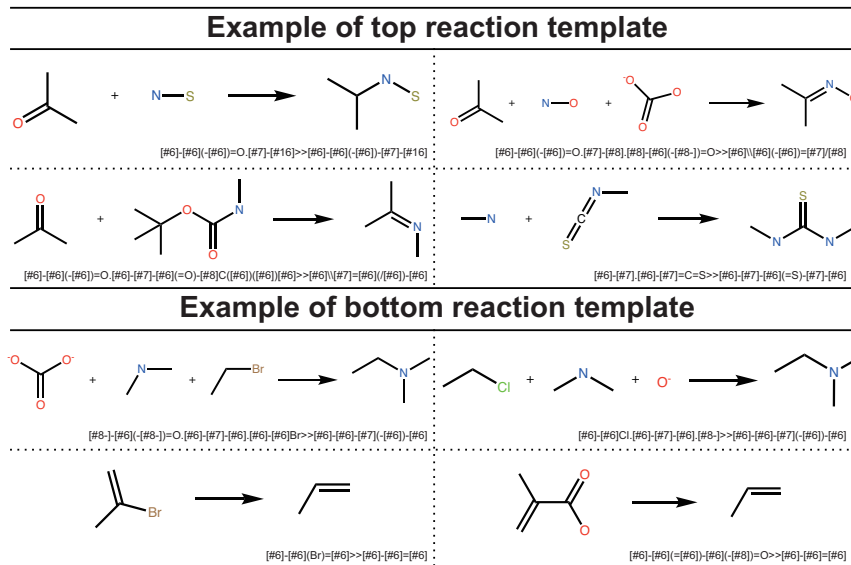 Example of top reaction template
O + N S N S
[#6]-[#6](-[#6])=O.[#7]-[#16]>>[#6]-[#6](-[#6])-[#7]-[#16]
O + N O + -O O O N O
[#6]-[#6](-[#6])=O.[#7]-[#8].[#8]-[#6](-[#8-])=O>>[#6]\\[#6](-[#6])=[#7]/[#8]
O + O N O N
[#6]-[#6](-[#6])=O.[#6]-[#7]-[#6](=O)-[#8]C([#6])([#6])[#6]>>[#6]\\[#7]=[#6](/[#6])-[#6]
N + N C S S N N
[#6]-[#7].[#6]-[#7]=C=S>>[#6]-[#7]-[#6](=S)-[#7]-[#6]
Example of bottom reaction template
-O O- O + N + Br N
[#8-]-[#6](-[#8-])=O.[#6]-[#7]-[#6].[#6]-[#6]Br>>[#6]-[#6]-[#7](-[#6])-[#6]
Cl + N + O- N
[#6]-[#6]Cl.[#6]-[#7]-[#6].[#8-]>>[#6]-[#6]-[#7](-[#6])-[#6]
Br
[#6]-[#6](Br)=[#6]>>[#6]-[#6]=[#6]
O O
[#6]-[#6](=[#6])-[#6](-[#8])=O>>[#6]-[#6]=[#6]